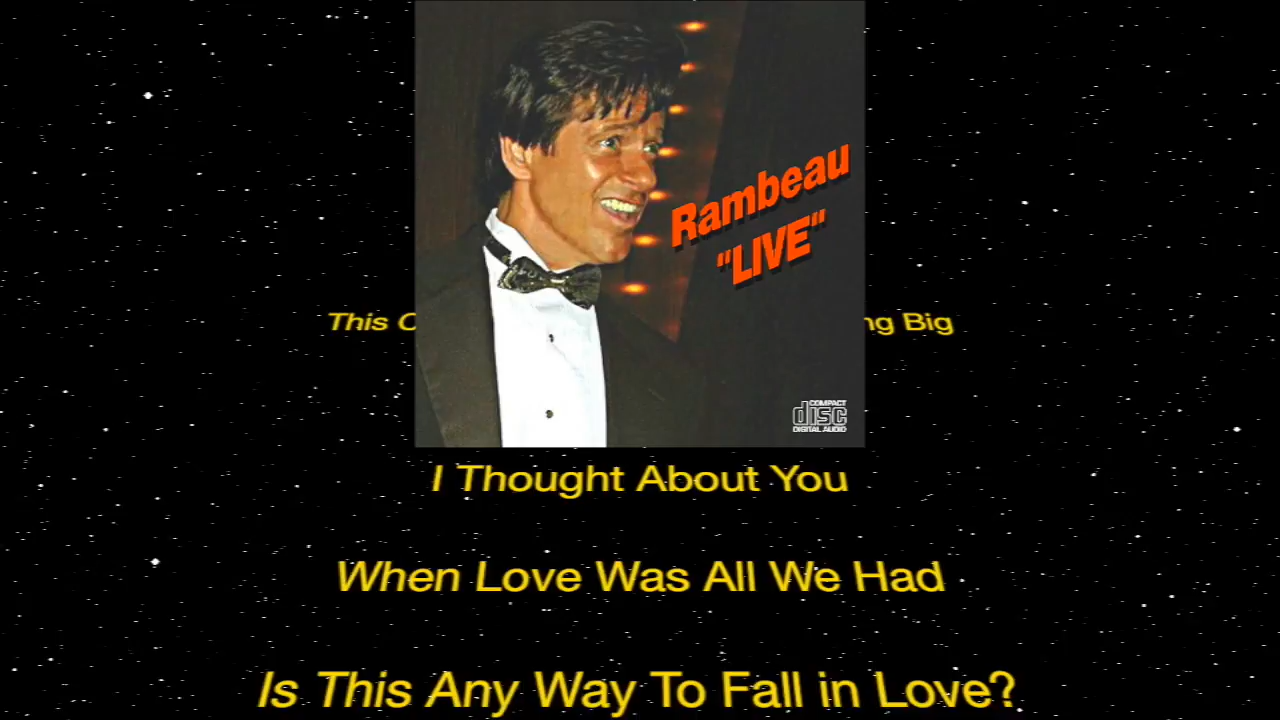 Rambeau
"LIVE"
This
ng Big
COMPACT
disc
DIGITAL AUDIO
I Thought About You
When Love Was All We Had
Is This Any Way To Fall in Love?